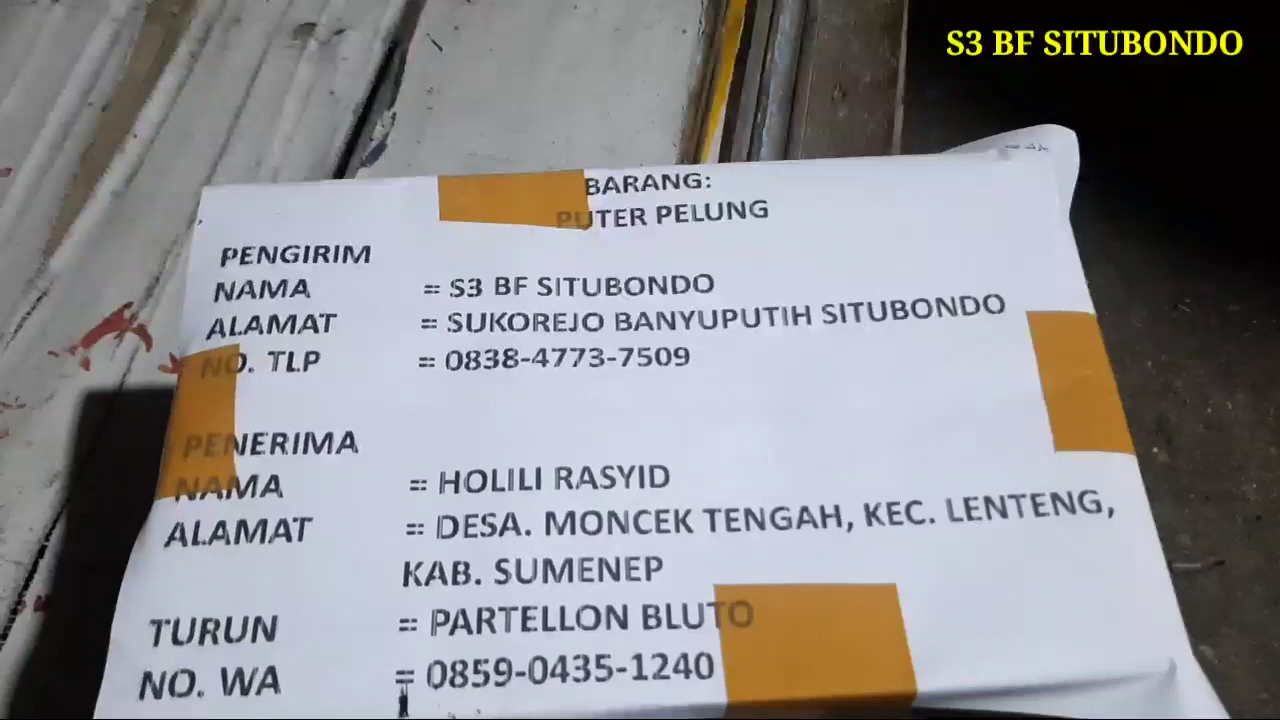 S3 BF SITUBONDO
BARANG:
PUTER PELUNG
PENGIRIM
NAMA = S3 BF SITUBONDO
ALAMAT = SUKOREJO BANYUPUTIH SITUBONDO
NO. TLP = 0838-4773-7509
PENERIMA
NAMA = HOLILI RASYID
ALAMAT = DESA. MONCEK TENGAH, KEC. LENTENG,
KAB. SUMENEP
TURUN = PARTELLON BLUTO
NO. WA = 0859-0435-1240